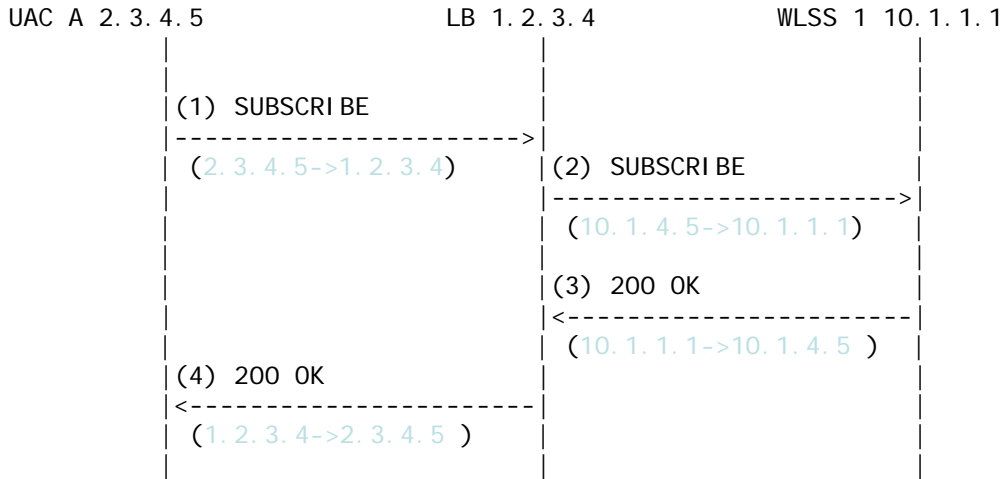 UAC A 2.3.4.5 LB 1.2.3.4 WLSS 1 10.1.1.1
(1) SUBSCRIBE
----------------------->
(2.3.4.5->1.2.3.4) (2) SUBSCRIBE
----------------------->
(10.1.4.5->10.1.1.1)
(3) 200 OK
<-----------------------
(10.1.1.1->10.1.4.5 )
(4) 200 OK
<-----------------------
(1.2.3.4->2.3.4.5 )